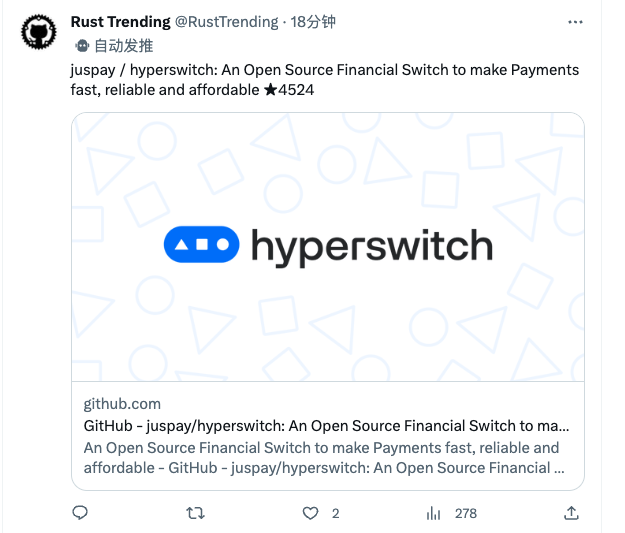 Rust Trending @RustTrending · 18分钟
自动发推
juspay / hyperswitch: An Open Source Financial Switch to make Payments
fast, reliable and affordable ★4524
hyperswitch
github.com
GitHub - juspay/hyperswitch: An Open Source Financial Switch to ma...
An Open Source Financial Switch to make Payments fast, reliable and
affordable - GitHub - juspay/hyperswitch: An Open Source Financial ...
2 278